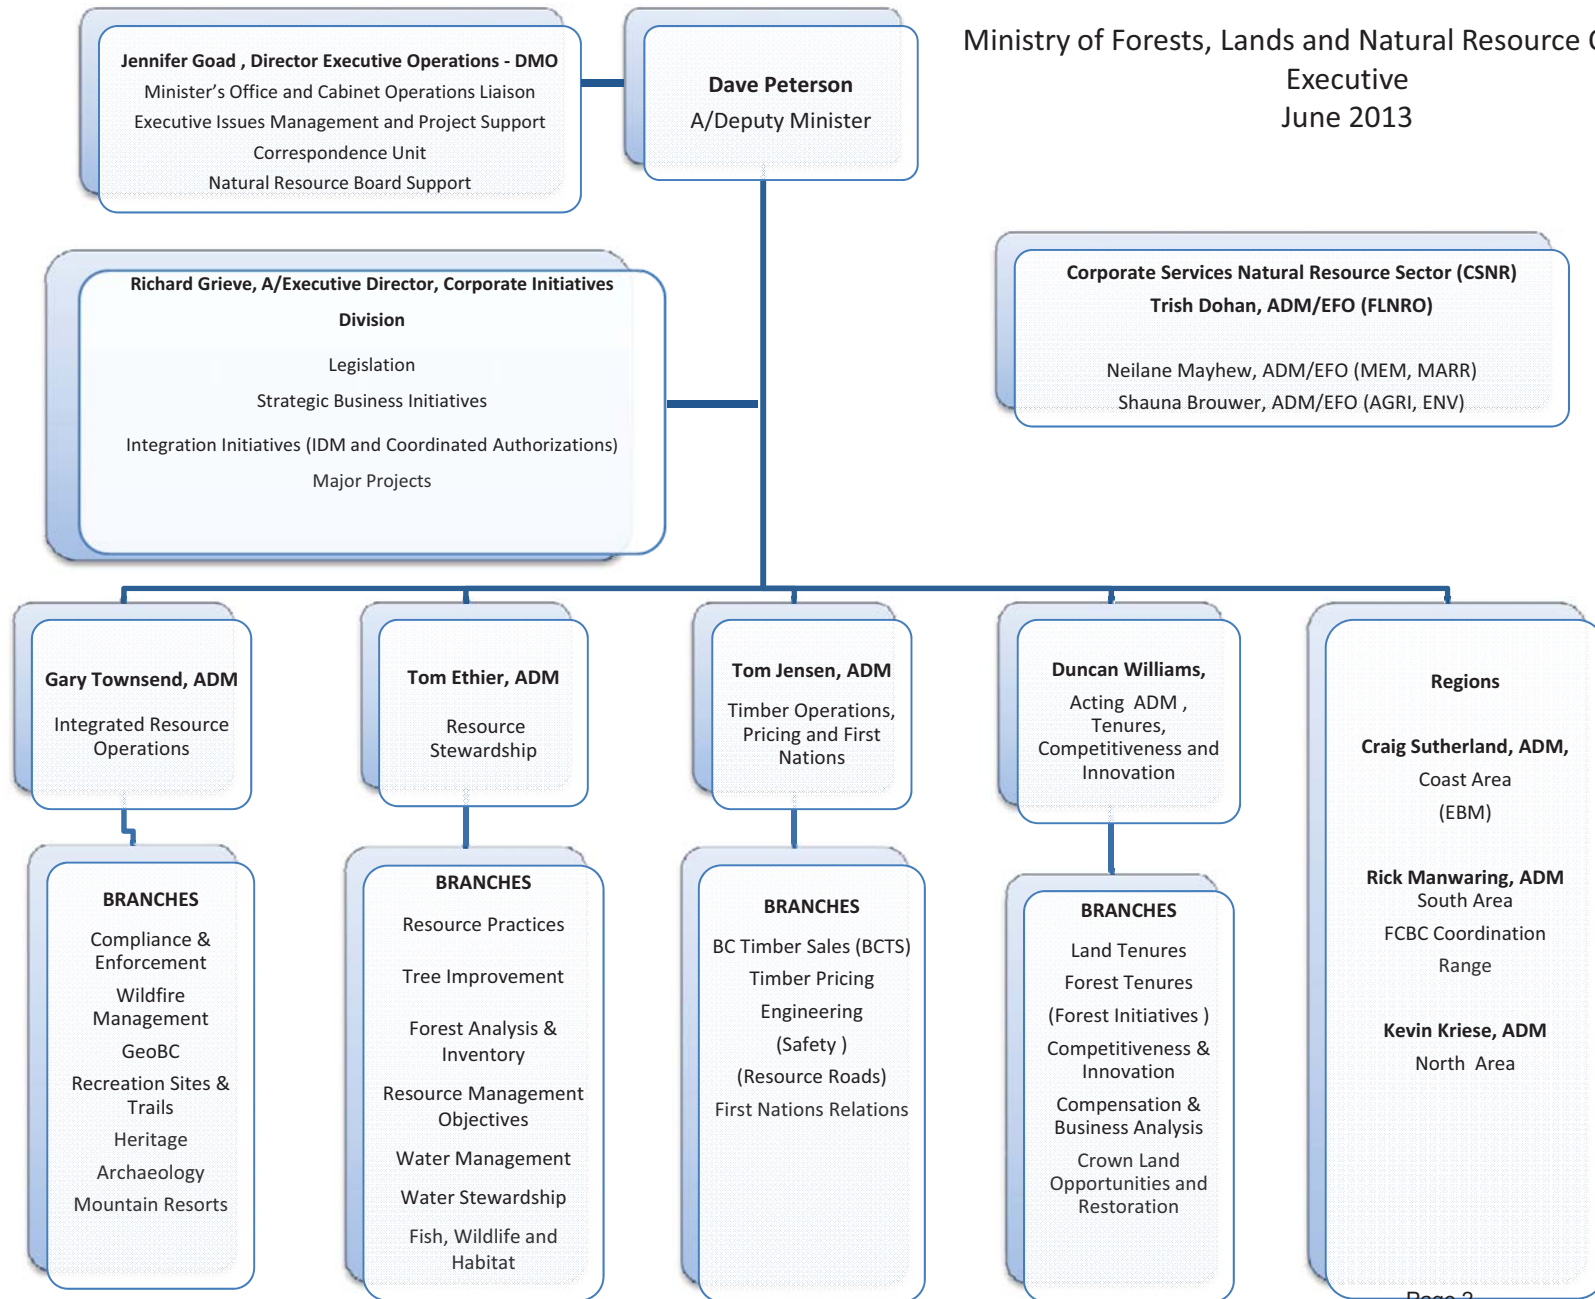 Ministry of Forests, Lands and Natural Resource
Executive
June 2013
Jennifer Goad , Director Executive Operations - DMO
Minister's Office and Cabinet Operations Liaison
Executive Issues Management and Project Support
Correspondence Unit
Natural Resource Board Support
Dave Peterson
A/Deputy Minister
Richard Grieve, A/Executive Director, Corporate Initiatives
Division
Legislation
Strategic Business Initiatives
Integration Initiatives (IDM and Coordinated Authorizations)
Major Projects
Corporate Services Natural Resource Sector (CSNR)
Trish Dohan, ADM/EFO (FLNRO)
Neilane Mayhew, ADM/EFO (MEM, MARR)
Shauna Brouwer, ADM/EFO (AGRI, ENV)
Gary Townsend, ADM
Integrated Resource
Operations
Tom Ethier, ADM
Resource
Stewardship
Tom Jensen, ADM
Timber Operations,
Pricing and First
Nations
Duncan Williams,
Acting ADM ,
Tenures,
Competitiveness and
Innovation
Regions
Craig Sutherland, ADM,
Coast Area
(EBM)
Rick Manwaring, ADM
South Area
FCBC Coordination
Range
Kevin Kriese, ADM
North Area
BRANCHES
Compliance &
Enforcement
Wildfire
Management
GeoBC
Recreation Sites &
Trails
Heritage
Archaeology
Mountain Resorts
BRANCHES
Resource Practices
Tree Improvement
Forest Analysis &
Inventory
Resource Management
Objectives
Water Management
Water Stewardship
Fish, Wildlife and
Habitat
BRANCHES
BC Timber Sales (BCTS)
Timber Pricing
Engineering
(Safety )
(Resource Roads)
First Nations Relations
BRANCHES
Land Tenures
Forest Tenures
(Forest Initiatives )
Competitiveness &
Innovation
Compensation &
Business Analysis
Crown Land
Opportunities and
Restoration
Page 2